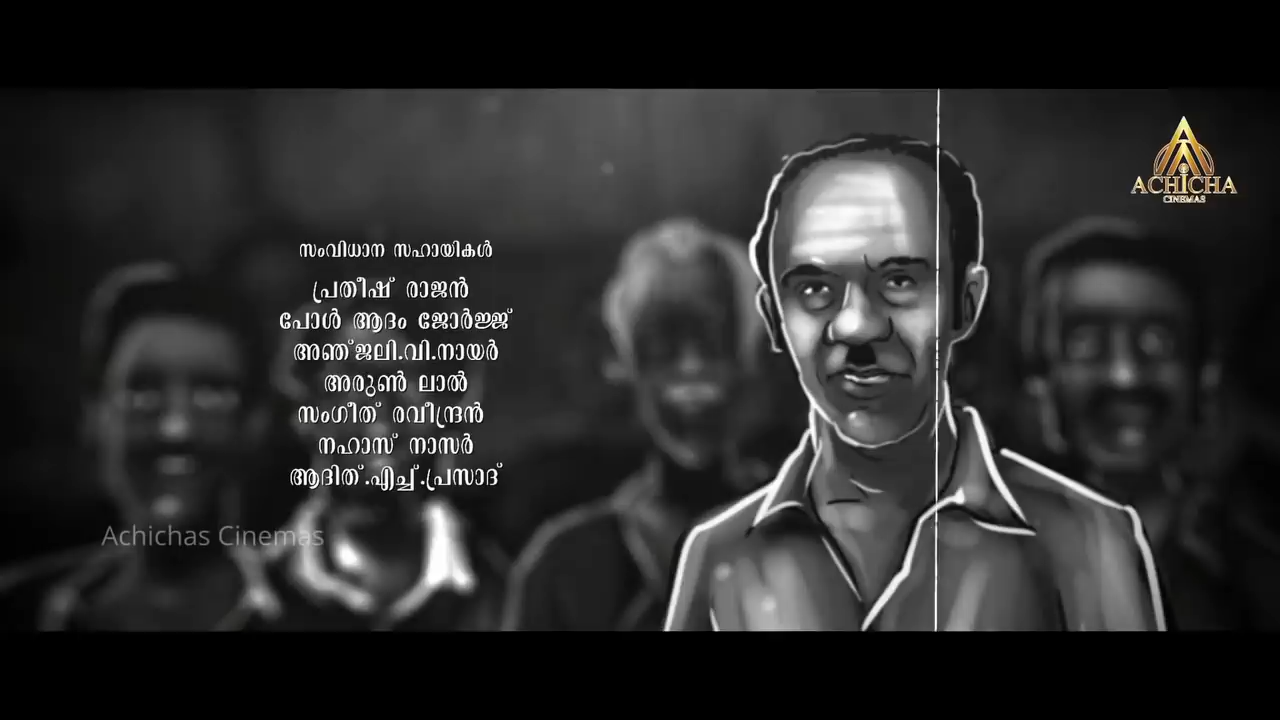 ACHICHA
CINEMAS
സംവിധാന സഹായികൾ
പ്രതീഷ് രാജൻ
പോൾ ആദം ജോർജ്ജ്
അഞ്ജലി.വി.നായർ
അരുൺ ലാൽ
സംഗീത് രവീന്ദ്രൻ
നഹാസ് നാസർ
ആദിത്.എച്ച്.പ്രസാദ്
Achichas Cinemas